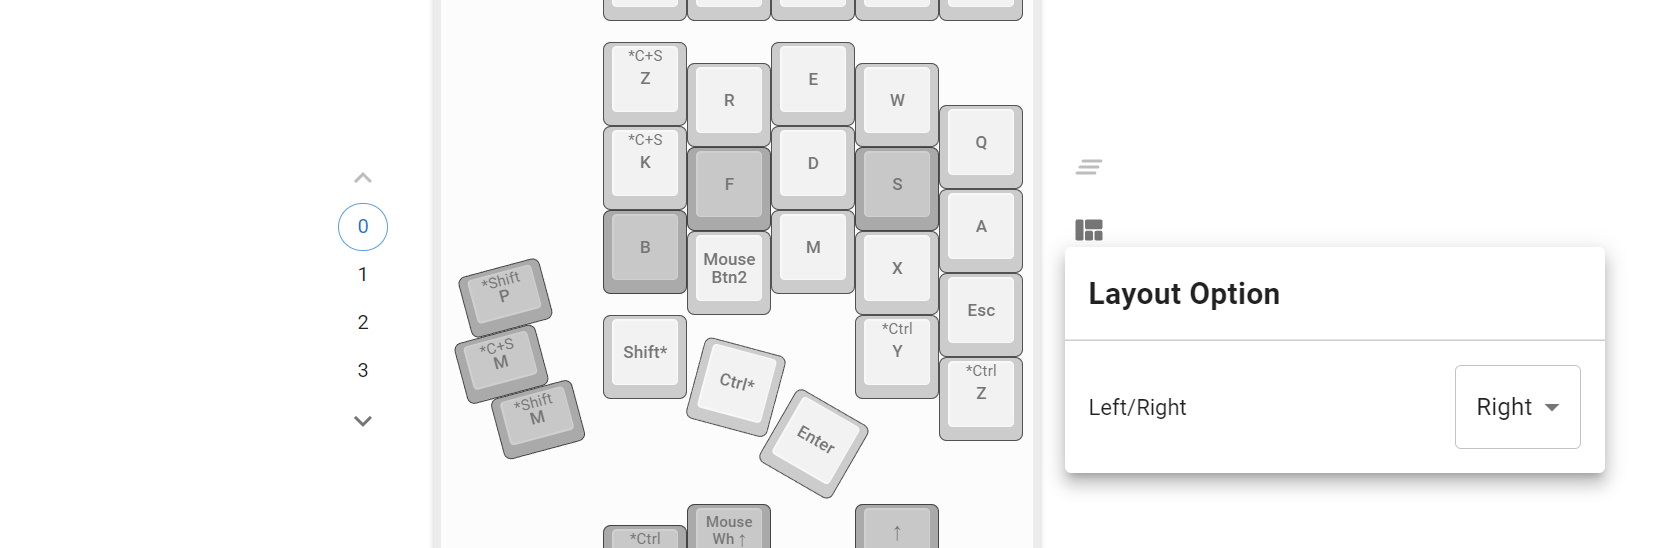 *C+S
Z
R
E
W
Q
*C+S
K
F
D
S
A
B
Mouse
Btn2
M
X
Esc
*Shift
P
*C+S
M
*Shift
M
Shift*
Ctrl*
Enter
*Ctrl
Y
*Ctrl
Z
*Ctrl
Mouse
Wh ↑
↑
0
1
2
3
Layout Option
Left/Right
Right